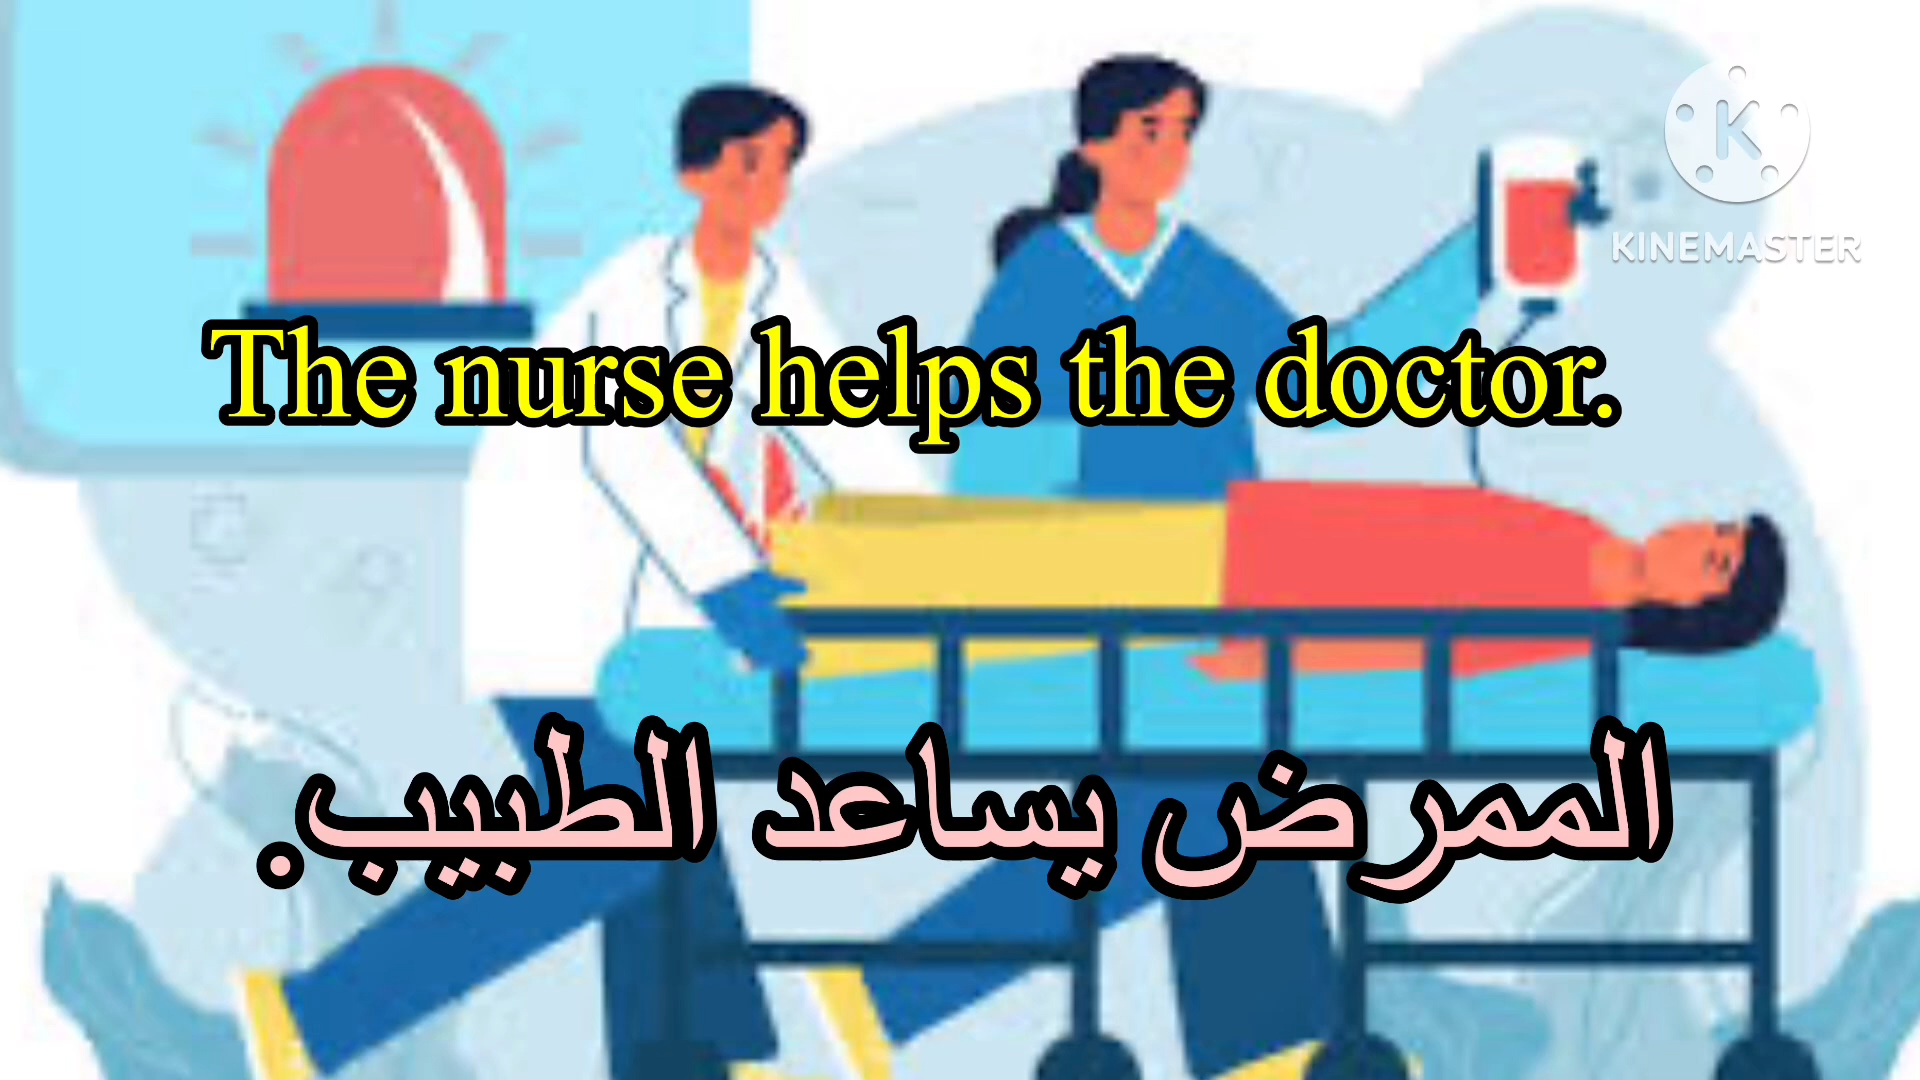 K
KINEMASTER
The nurse helps the doctor.
الممرض يساعد الطبيب.